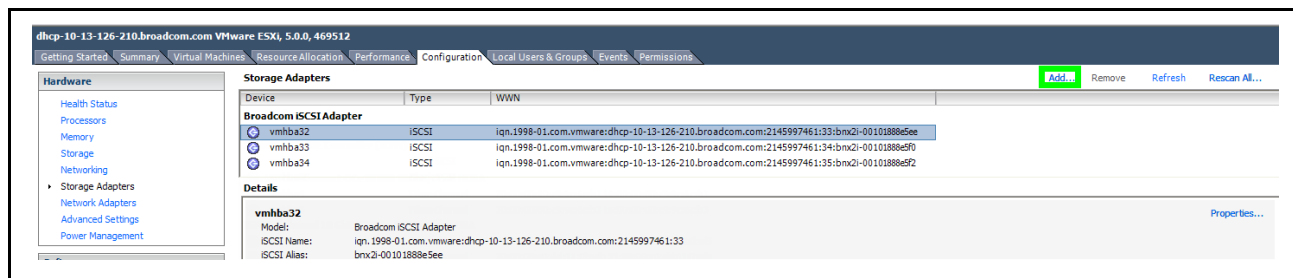 dhcp-10-13-126-210.broadcom.com VMware ESXi, 5.0.0, 469512
Getting Started Summary Virtual Machines Resource Allocation Performance Configuration Local Users & Groups Events Permissions
Hardware
Health Status
Processors
Memory
Storage
Networking
Storage Adapters
Network Adapters
Advanced Settings
Power Management
Storage Adapters Add... Remove Refresh Rescan All...
Device Type WWN
Broadcom iSCSI Adapter
vmhba32 iSCSI iqn.1998-01.com.vmware:dhcp-10-13-126-210.broadcom.com:2145997461:33:bnx2i-00101888e5ee
vmhba33 iSCSI iqn.1998-01.com.vmware:dhcp-10-13-126-210.broadcom.com:2145997461:34:bnx2i-00101888e5f0
vmhba34 iSCSI iqn.1998-01.com.vmware:dhcp-10-13-126-210.broadcom.com:2145997461:35:bnx2i-00101888e5f2
Details
vmhba32 Properties...
Model: Broadcom iSCSI Adapter
iSCSI Name: iqn.1998-01.com.vmware:dhcp-10-13-126-210.broadcom.com:2145997461:33
iSCSI Alias: bnx2i-00101888e5ee